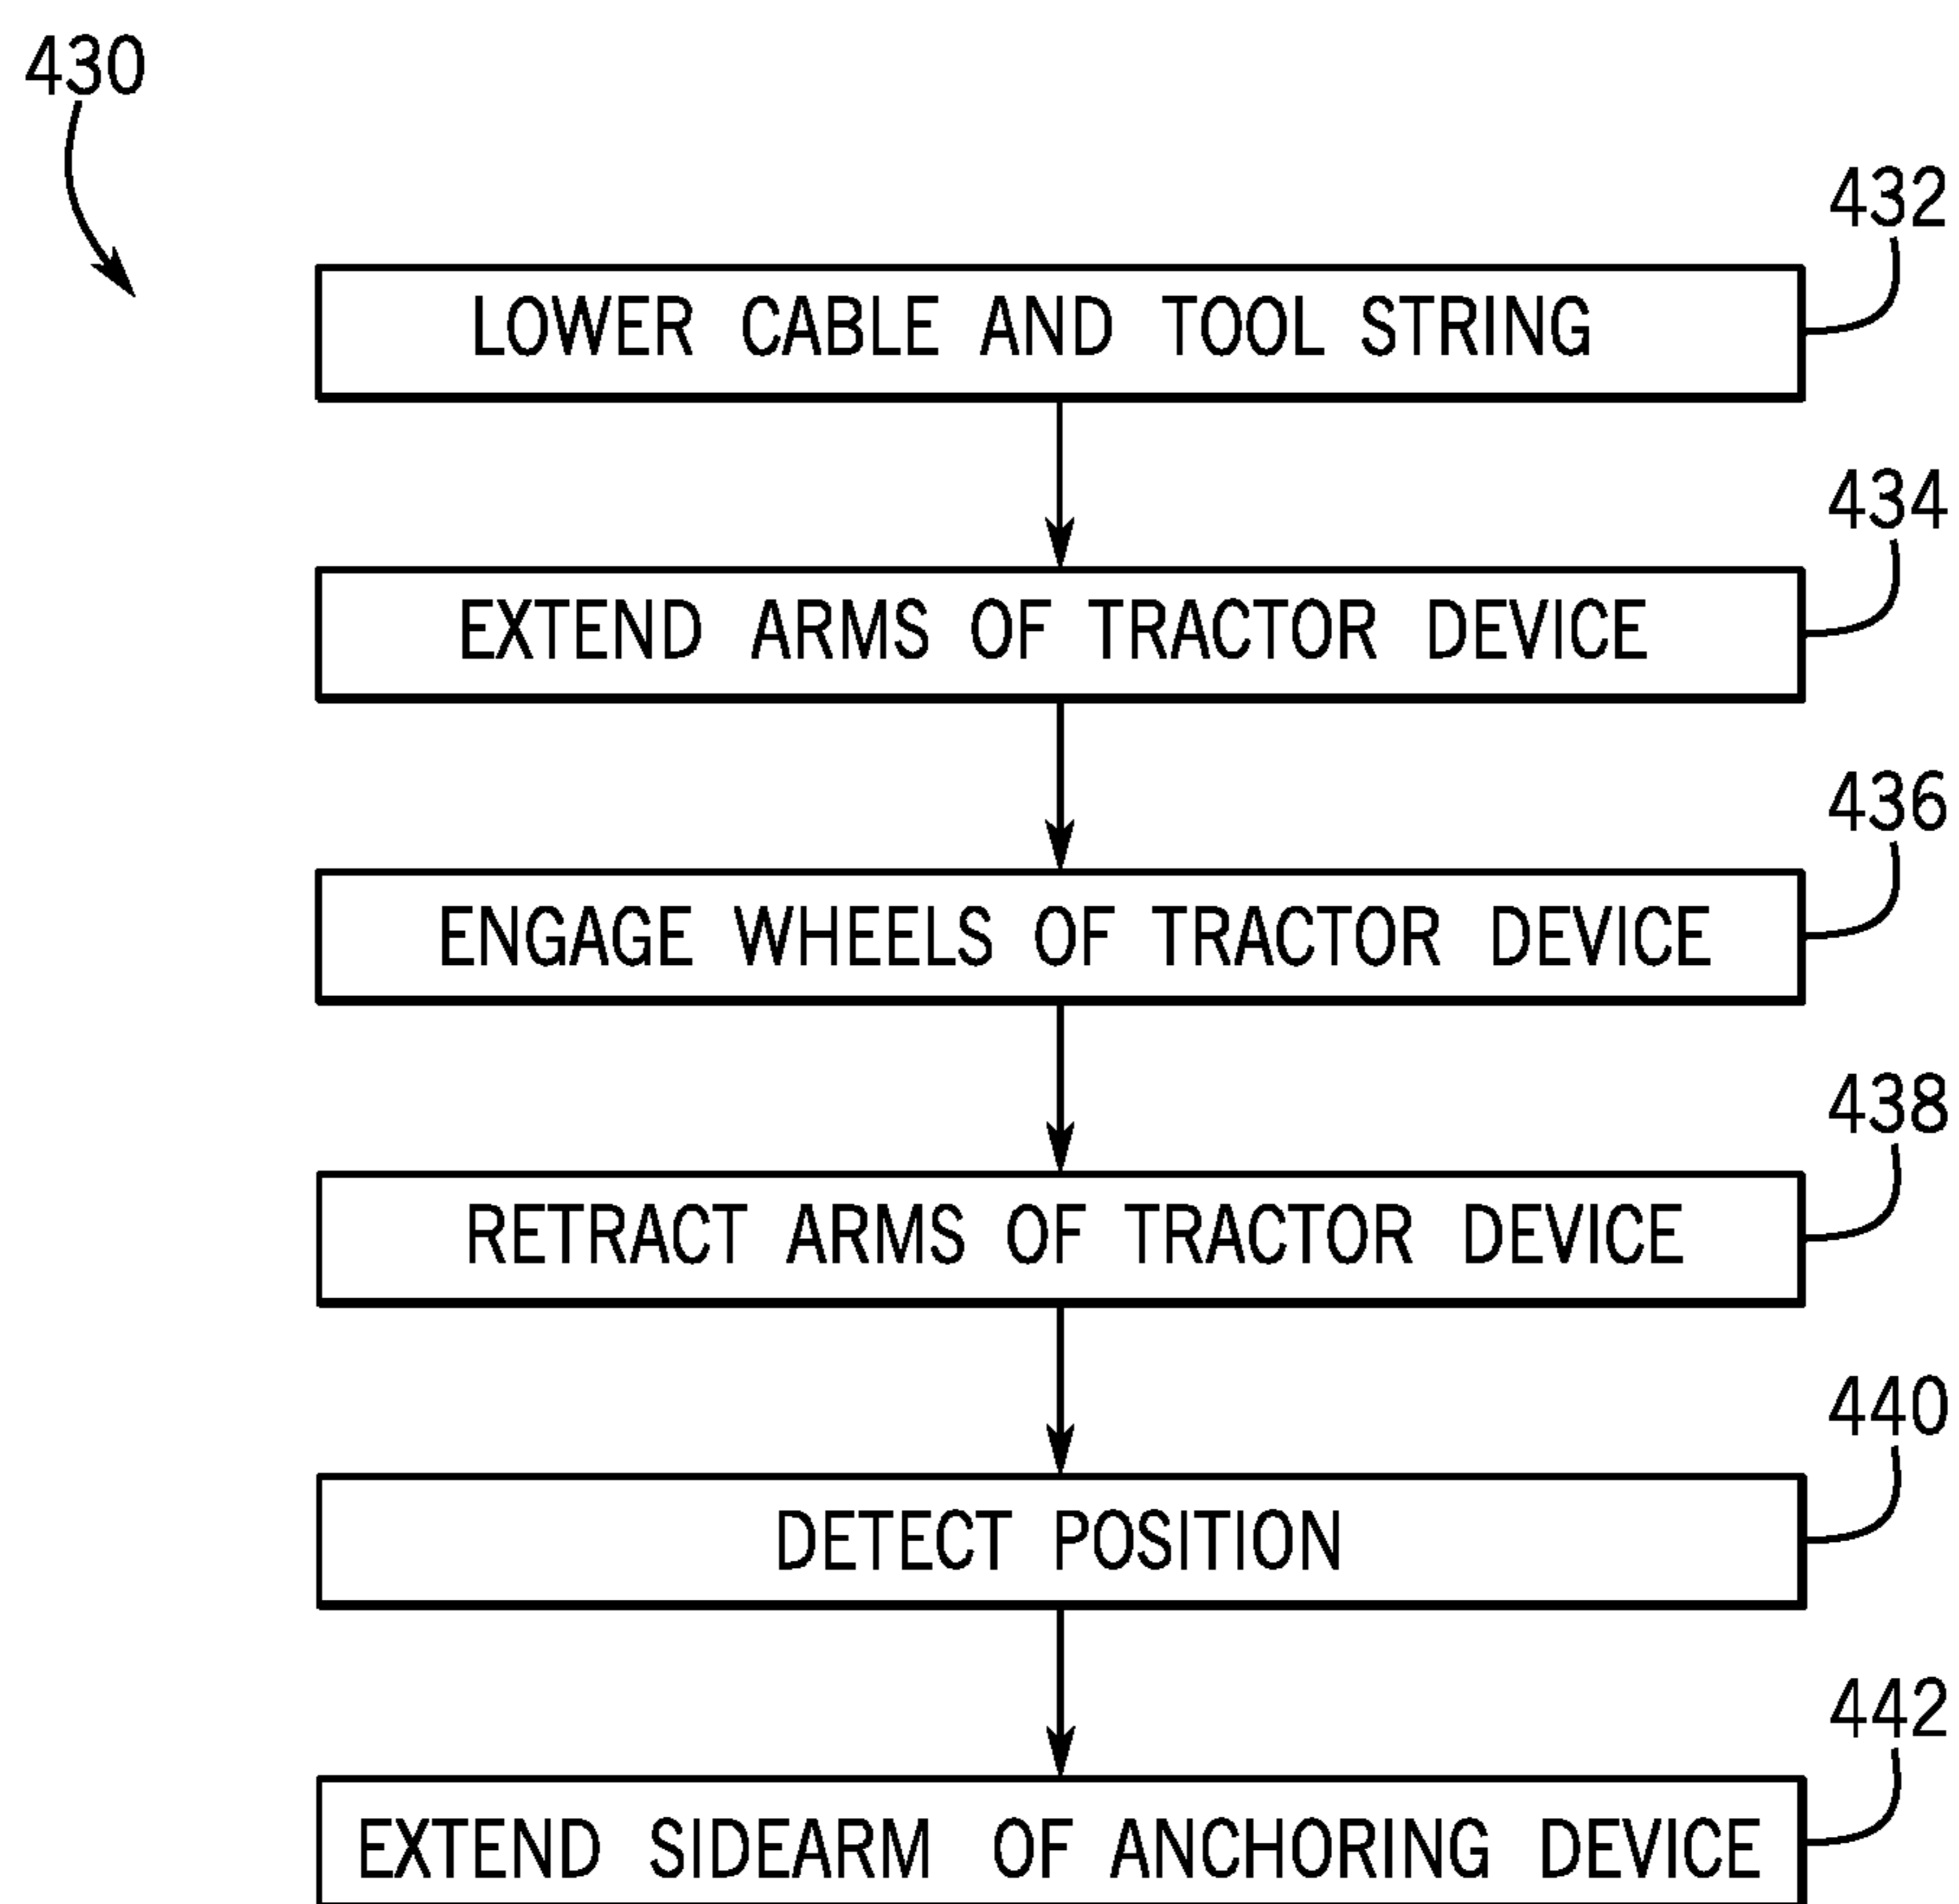 430
432
LOWER CABLE AND TOOL STRING
434
EXTEND ARMS OF TRACTOR DEVICE
436
ENGAGE WHEELS OF TRACTOR DEVICE
438
RETRACT ARMS OF TRACTOR DEVICE
440
DETECT POSITION
442
EXTEND SIDEARM OF ANCHORING DEVICE